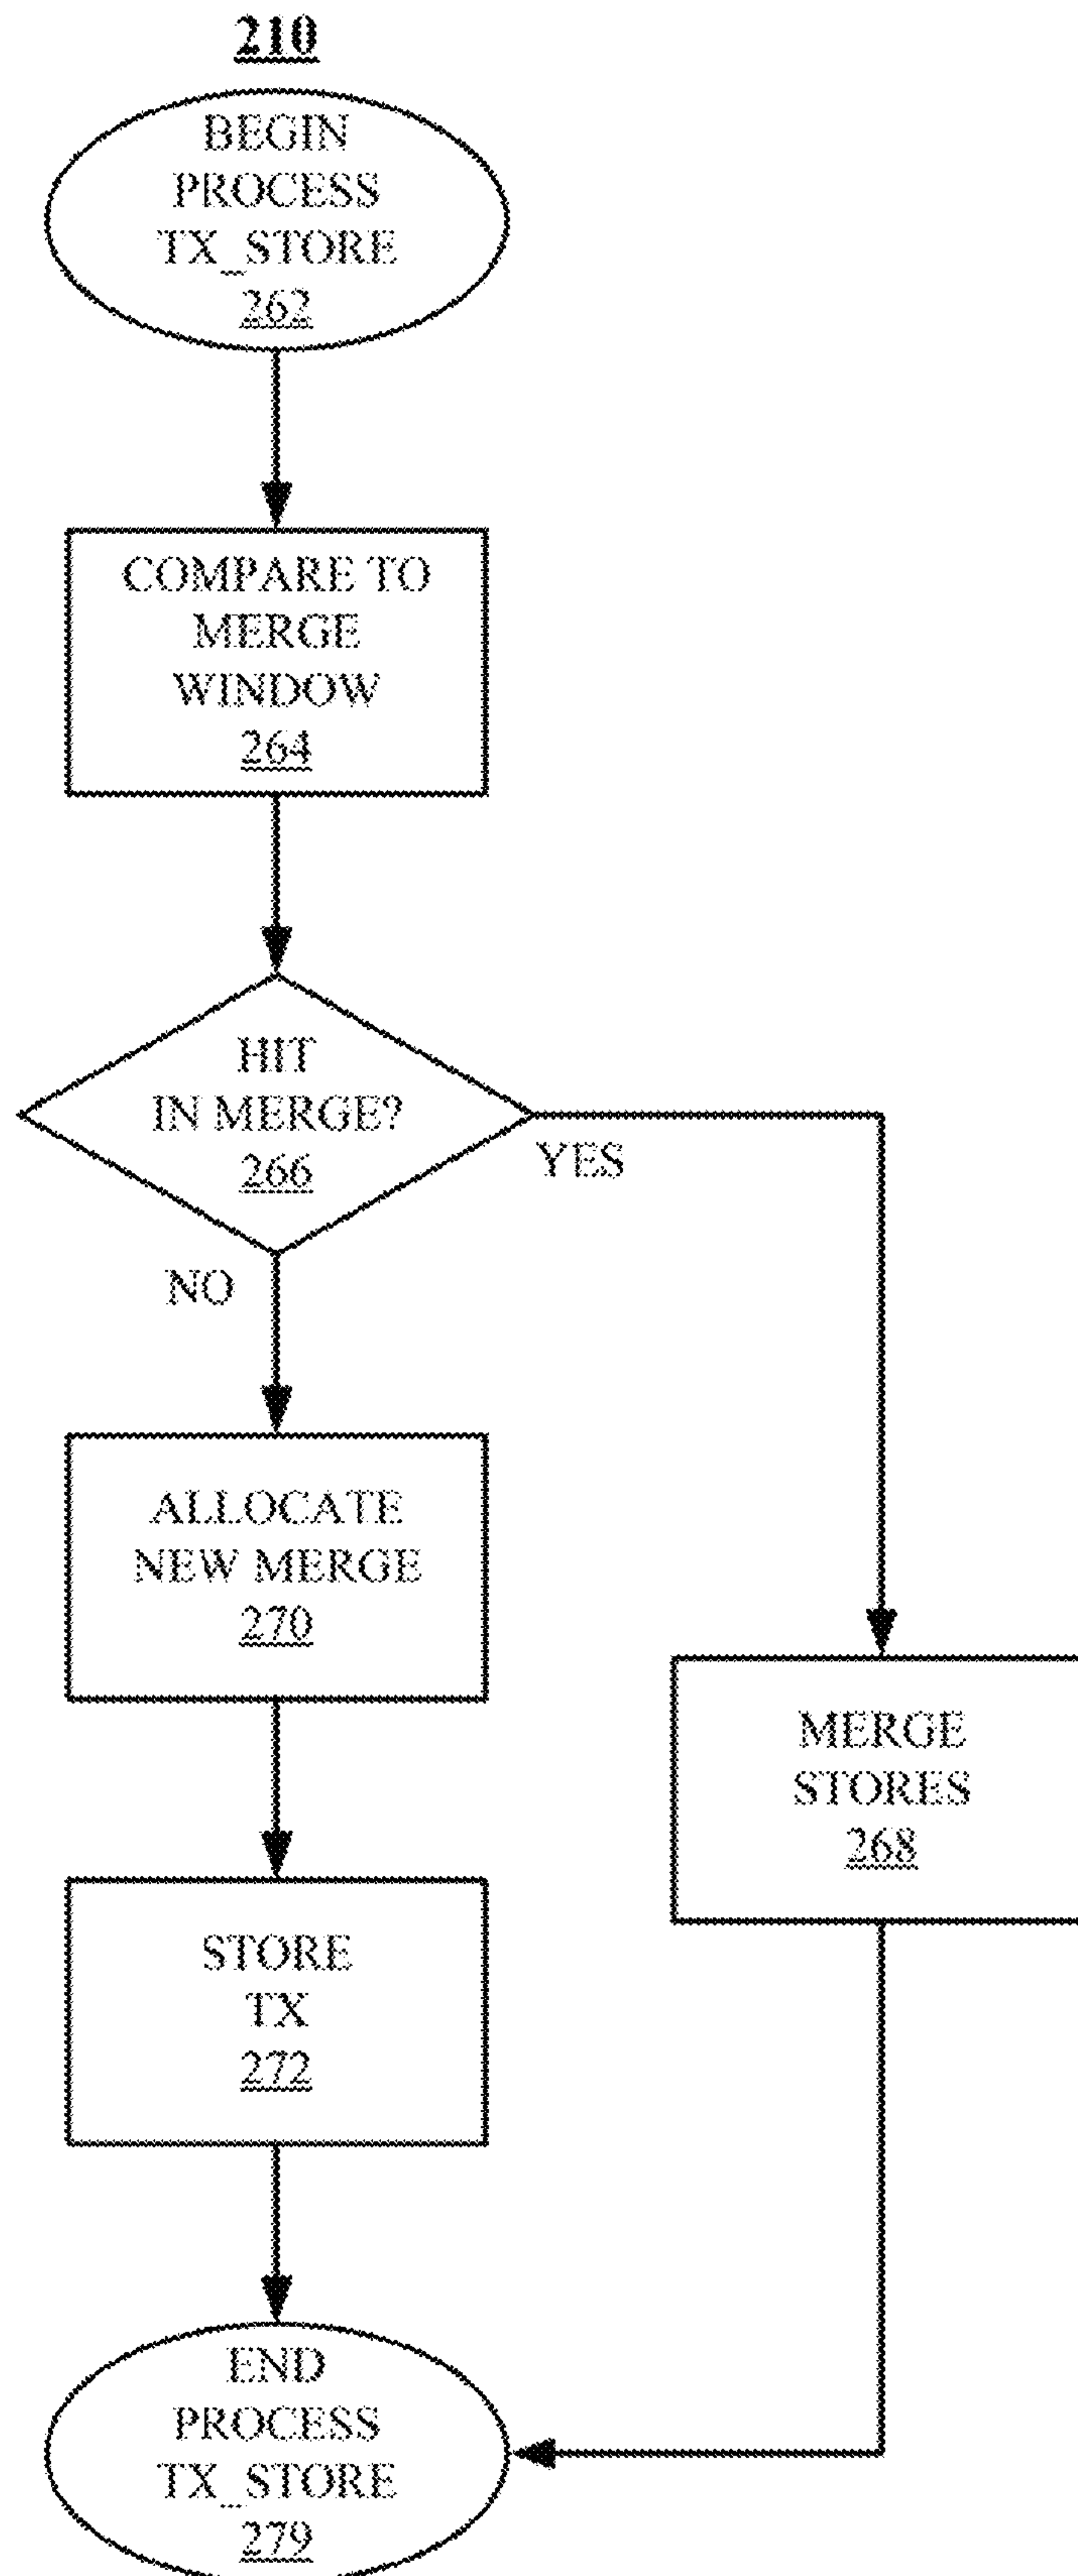 210
BEGIN
PROCESS
TX_STORE
262
COMPARE TO
MERGE
WINDOW
264
HIT
IN MERGE?
266
YES
NO
ALLOCATE
NEW MERGE
270
MERGE
STORES
268
STORE
TX
272
END
PROCESS
TX_STORE
279